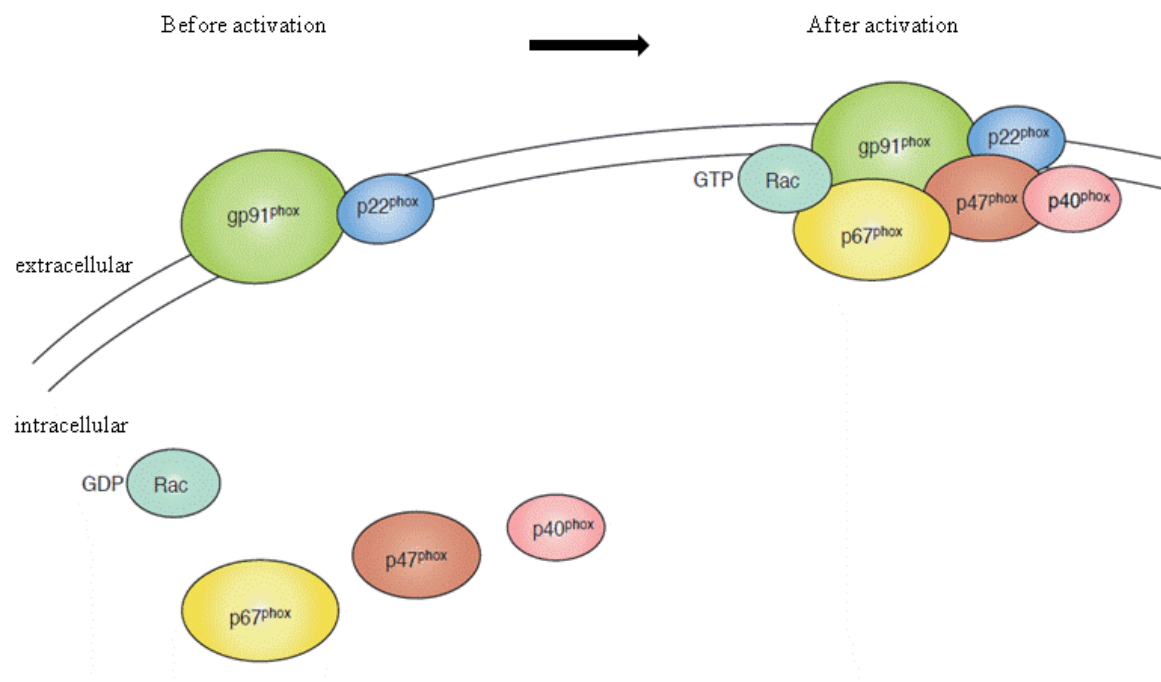 Before activation
After activation
gp91phox
p22phox
extracellular
gp91phox
p22phox
GTP
Rac
p47phox
p40phox
p67phox
intracellular
GDP
Rac
p67phox
p47phox
p40phox